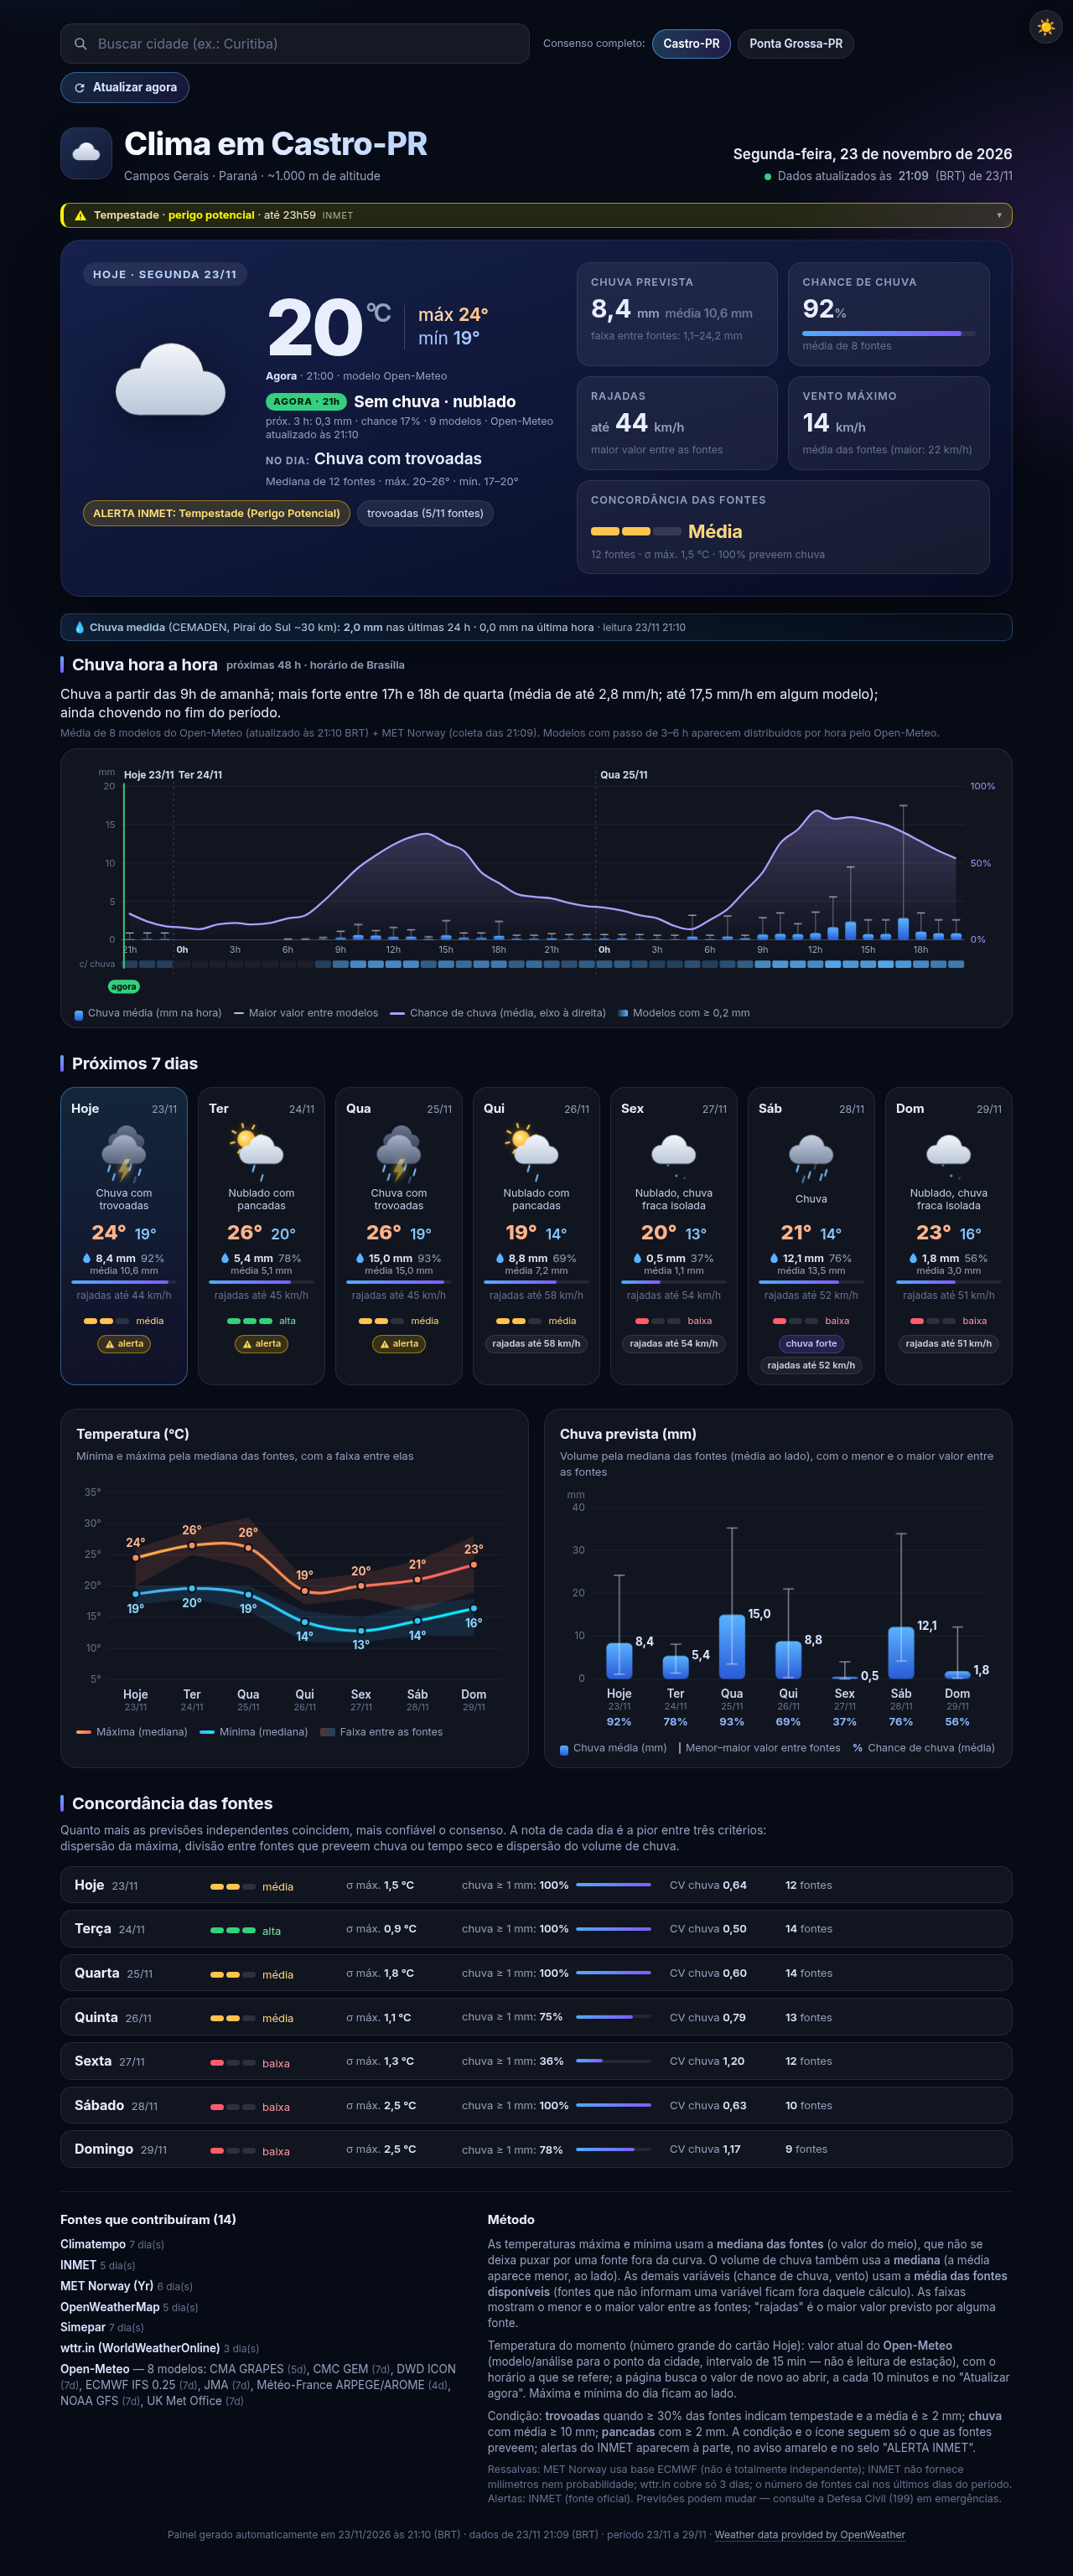 Buscar cidade (ex.: Curitiba)
Consenso completo: Castro-PR Ponta Grossa-PR
Atualizar agora
Clima em Castro-PR
Campos Gerais · Paraná · ~1.000 m de altitude
Segunda-feira, 23 de novembro de 2026
Dados atualizados às 21:09 (BRT) de 23/11
Tempestade · perigo potencial · até 23h59 INMET
HOJE · SEGUNDA 23/11
20°C
máx 24°
mín 19°
Agora · 21:00 · modelo Open-Meteo
AGORA · 21h Sem chuva · nublado
próx. 3 h: 0,3 mm · chance 17% · 9 modelos · Open-Meteo
atualizado às 21:10
NO DIA: Chuva com trovoadas
Mediana de 12 fontes · máx. 20–26° · mín. 17–20°
ALERTA INMET: Tempestade (Perigo Potencial) trovoadas (5/11 fontes)
CHUVA PREVISTA
8,4 mm média 10,6 mm
faixa entre fontes: 1,1–24,2 mm
CHANCE DE CHUVA
92%
média de 8 fontes
RAJADAS
até 44 km/h
maior valor entre as fontes
VENTO MÁXIMO
14 km/h
média das fontes (maior: 22 km/h)
CONCORDÂNCIA DAS FONTES
Média
12 fontes · σ máx. 1,5 °C · 100% preveem chuva
Chuva medida (CEMADEN, Piraí do Sul ~30 km): 2,0 mm nas últimas 24 h · 0,0 mm na última hora · leitura 23/11 21:10
Chuva hora a hora próximas 48 h · horário de Brasília
Chuva a partir das 9h de amanhã; mais forte entre 17h e 18h de quarta (média de até 2,8 mm/h; até 17,5 mm/h em algum modelo);
ainda chovendo no fim do período.
Média de 8 modelos do Open-Meteo (atualizado às 21:10 BRT) + MET Norway (coleta das 21:09). Modelos com passo de 3–6 h aparecem distribuídos por hora pelo Open-Meteo.
mm Hoje 23/11 Ter 24/11 Qua 25/11
20 100%
15
10 50%
5
0 0%
21h 0h 3h 6h 9h 12h 15h 18h 21h 0h 3h 6h 9h 12h 15h 18h
c/ chuva
agora
Chuva média (mm na hora) Maior valor entre modelos Chance de chuva (média, eixo à direita) Modelos com ≥ 0,2 mm
Próximos 7 dias
Hoje 23/11
Chuva com
trovoadas
24° 19°
8,4 mm 92%
média 10,6 mm
rajadas até 44 km/h
média
alerta
Ter 24/11
Nublado com
pancadas
26° 20°
5,4 mm 78%
média 5,1 mm
rajadas até 45 km/h
alta
alerta
Qua 25/11
Chuva com
trovoadas
26° 19°
15,0 mm 93%
média 15,0 mm
rajadas até 45 km/h
média
alerta
Qui 26/11
Nublado com
pancadas
19° 14°
8,8 mm 69%
média 7,2 mm
rajadas até 58 km/h
média
rajadas até 58 km/h
Sex 27/11
Nublado, chuva
fraca isolada
20° 13°
0,5 mm 37%
média 1,1 mm
rajadas até 54 km/h
baixa
rajadas até 54 km/h
Sáb 28/11
Chuva
21° 14°
12,1 mm 76%
média 13,5 mm
rajadas até 52 km/h
baixa
chuva forte
rajadas até 52 km/h
Dom 29/11
Nublado, chuva
fraca isolada
23° 16°
1,8 mm 56%
média 3,0 mm
rajadas até 51 km/h
baixa
rajadas até 51 km/h
Temperatura (°C)
Mínima e máxima pela mediana das fontes, com a faixa entre elas
35°
30°
25°
20°
15°
10°
5°
24° 26° 26° 19° 20° 21° 23°
19° 20° 19° 14° 13° 14° 16°
Hoje Ter Qua Qui Sex Sáb Dom
23/11 24/11 25/11 26/11 27/11 28/11 29/11
Máxima (mediana) Mínima (mediana) Faixa entre as fontes
Chuva prevista (mm)
Volume pela mediana das fontes (média ao lado), com o menor e o maior valor entre
as fontes
mm
40
30
20
10
0
8,4 5,4 15,0 8,8 0,5 12,1 1,8
Hoje Ter Qua Qui Sex Sáb Dom
23/11 24/11 25/11 26/11 27/11 28/11 29/11
92% 78% 93% 69% 37% 76% 56%
Chuva média (mm) Menor–maior valor entre fontes % Chance de chuva (média)
Concordância das fontes
Quanto mais as previsões independentes coincidem, mais confiável o consenso. A nota de cada dia é a pior entre três critérios:
dispersão da máxima, divisão entre fontes que preveem chuva ou tempo seco e dispersão do volume de chuva.
Hoje 23/11 média σ máx. 1,5 °C chuva ≥ 1 mm: 100% CV chuva 0,64 12 fontes
Terça 24/11 alta σ máx. 0,9 °C chuva ≥ 1 mm: 100% CV chuva 0,50 14 fontes
Quarta 25/11 média σ máx. 1,8 °C chuva ≥ 1 mm: 100% CV chuva 0,60 14 fontes
Quinta 26/11 média σ máx. 1,1 °C chuva ≥ 1 mm: 75% CV chuva 0,79 13 fontes
Sexta 27/11 baixa σ máx. 1,3 °C chuva ≥ 1 mm: 36% CV chuva 1,20 12 fontes
Sábado 28/11 baixa σ máx. 2,5 °C chuva ≥ 1 mm: 100% CV chuva 0,63 10 fontes
Domingo 29/11 baixa σ máx. 2,5 °C chuva ≥ 1 mm: 78% CV chuva 1,17 9 fontes
Fontes que contribuíram (14)
Climatempo 7 dia(s)
INMET 5 dia(s)
MET Norway (Yr) 6 dia(s)
OpenWeatherMap 5 dia(s)
Simepar 7 dia(s)
wttr.in (WorldWeatherOnline) 3 dia(s)
Open-Meteo — 8 modelos: CMA GRAPES (5d), CMC GEM (7d), DWD ICON
(7d), ECMWF IFS 0.25 (7d), JMA (7d), Météo-France ARPEGE/AROME (4d),
NOAA GFS (7d), UK Met Office (7d)
Método
As temperaturas máxima e mínima usam a mediana das fontes (o valor do meio), que não se
deixa puxar por uma fonte fora da curva. O volume de chuva também usa a mediana (a média
aparece menor, ao lado). As demais variáveis (chance de chuva, vento) usam a média das fontes
disponíveis (fontes que não informam uma variável ficam fora daquele cálculo). As faixas
mostram o menor e o maior valor entre as fontes; "rajadas" é o maior valor previsto por alguma
fonte.
Temperatura do momento (número grande do cartão Hoje): valor atual do Open-Meteo
(modelo/análise para o ponto da cidade, intervalo de 15 min — não é leitura de estação), com o
horário a que se refere; a página busca o valor de novo ao abrir, a cada 10 minutos e no "Atualizar
agora". Máxima e mínima do dia ficam ao lado.
Condição: trovoadas quando ≥ 30% das fontes indicam tempestade e a média é ≥ 2 mm; chuva
com média ≥ 10 mm; pancadas com ≥ 2 mm. A condição e o ícone seguem só o que as fontes
preveem; alertas do INMET aparecem à parte, no aviso amarelo e no selo "ALERTA INMET".
Ressalvas: MET Norway usa base ECMWF (não é totalmente independente); INMET não fornece
milímetros nem probabilidade; wttr.in cobre só 3 dias; o número de fontes cai nos últimos dias do período.
Alertas: INMET (fonte oficial). Previsões podem mudar — consulte a Defesa Civil (199) em emergências.
Painel gerado automaticamente em 23/11/2026 às 21:10 (BRT) · dados de 23/11 21:09 (BRT) · período 23/11 a 29/11 · Weather data provided by OpenWeather